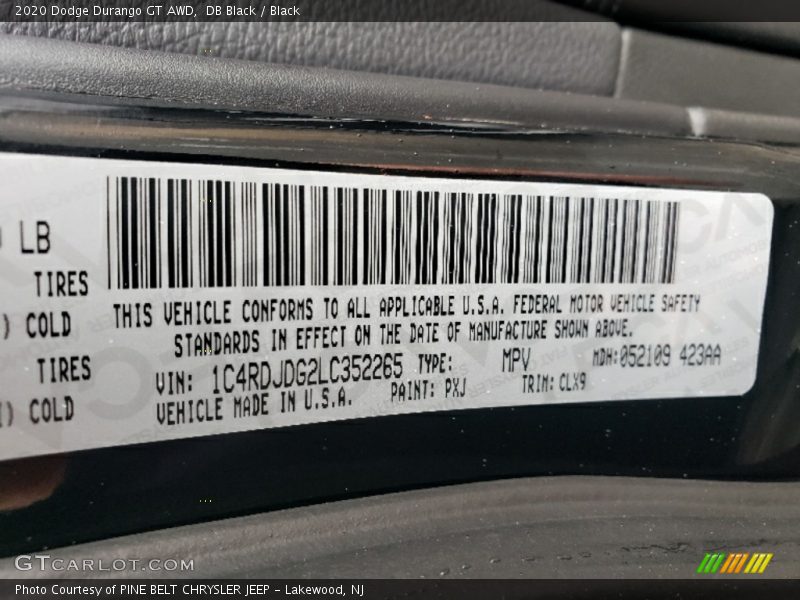 2020 Dodge Durango GT AWD,  DB Black / Black
LB
TIRES
) COLD
TIRES
) COLD
THIS VEHICLE CONFORMS TO ALL APPLICABLE U.S.A. FEDERAL MOTOR VEHICLE SAFETY
STANDARDS IN EFFECT ON THE DATE OF MANUFACTURE SHOWN ABOVE.
VIN: 1C4RDJDG2LC352265 TYPE: MPV MDH:052109 423AA
VEHICLE MADE IN U.S.A. PAINT: PXJ TRIM: CLX9
GTCARLOT.COM
Photo Courtesy of PINE BELT CHRYSLER JEEP - Lakewood, NJ